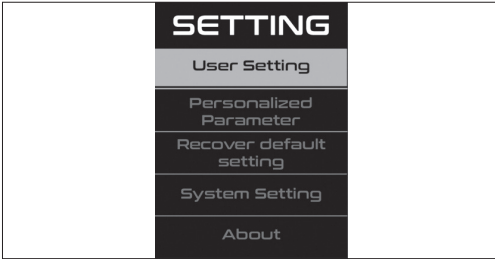 SETTING
User Setting
Personalized
Parameter
Recover default
setting
System Setting
About